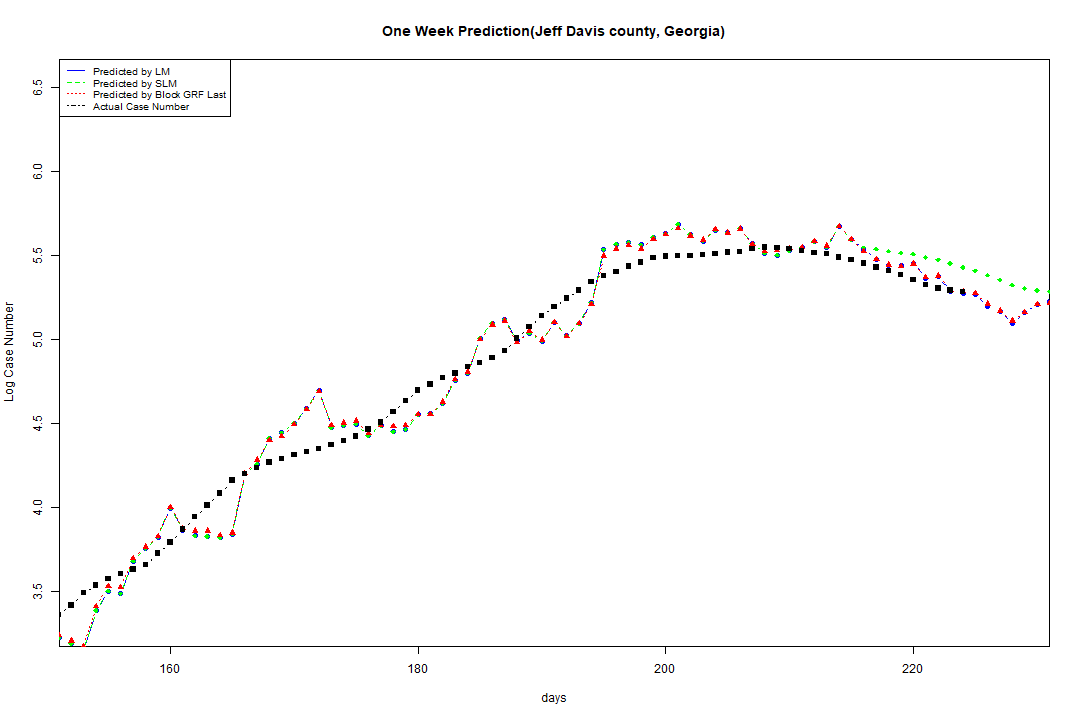 One Week Prediction(Jeff Davis county, Georgia)
Predicted by LM
Predicted by SLM
Predicted by Block GRF Last
Actual Case Number
6.5
6.0
5.5
5.0
4.5
4.0
3.5
Log Case Number
160 180 200 220
days